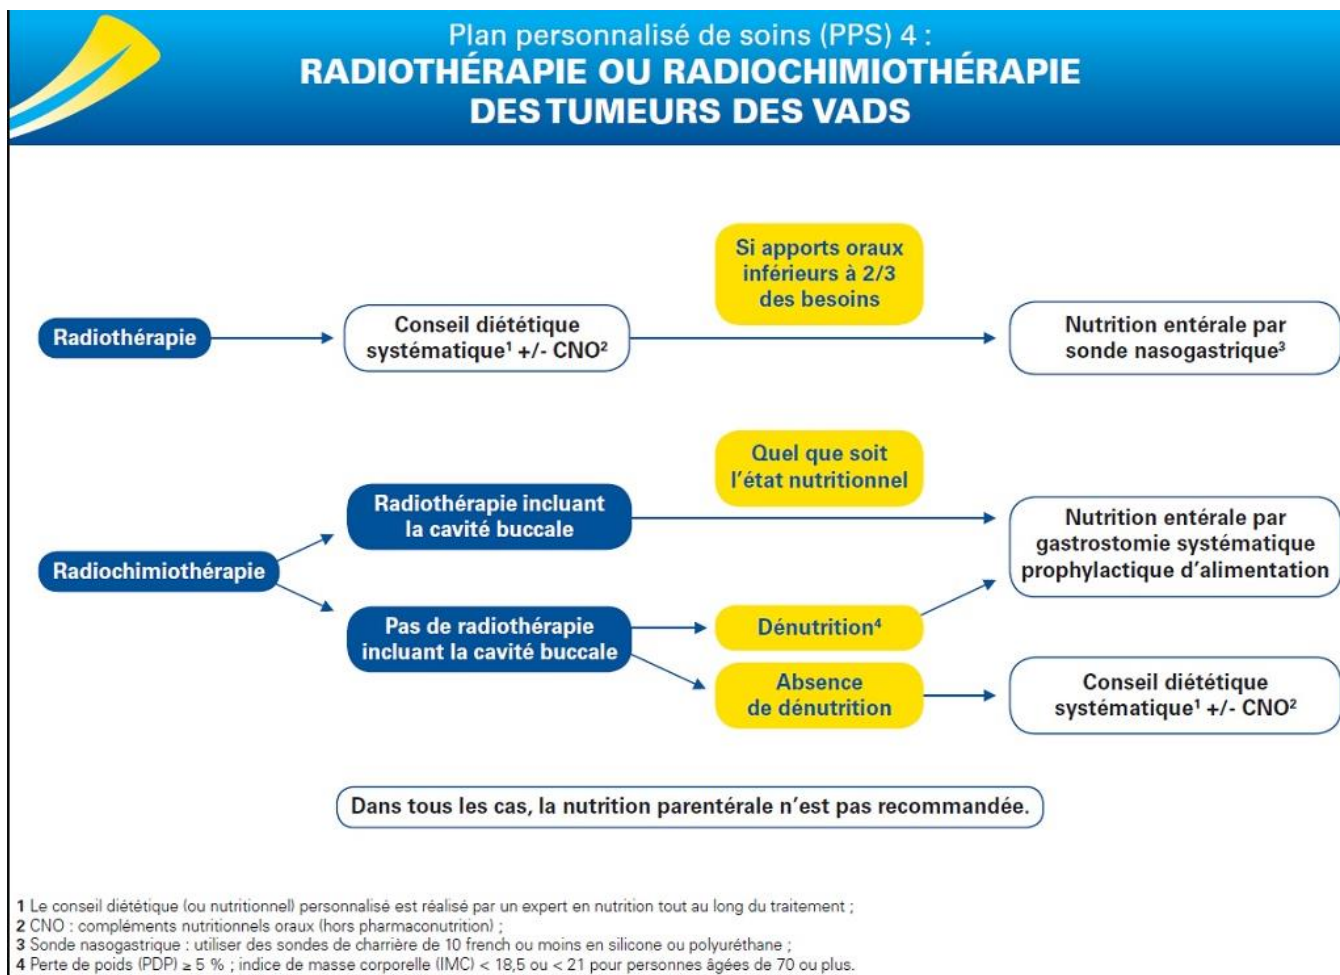 Plan personnalisé de soins (PPS) 4 :
RADIOTHÉRAPIE OU RADIOCHIMIOTHÉRAPIE
DES TUMEURS DES VADS
Si apports oraux
inférieurs à 2/3
des besoins
Radiothérapie
Conseil diététique
systématique¹ +/- CNO²
Nutrition entérale par
sonde nasogastrique³
Quel que soit
l’état nutritionnel
Radiothérapie incluant
la cavité buccale
Nutrition entérale par
gastrostomie systématique
prophylactique d’alimentation
Radiochimiothérapie
Pas de radiothérapie
incluant la cavité buccale
Dénutrition⁴
Absence
de dénutrition
Conseil diététique
systématique¹ +/- CNO²
Dans tous les cas, la nutrition parentérale n’est pas recommandée.
1 Le conseil diététique (ou nutritionnel) personnalisé est réalisé par un expert en nutrition tout au long du traitement ;
2 CNO : compléments nutritionnels oraux (hors pharmaconutrition) ;
3 Sonde nasogastrique : utiliser des sondes de charrière de 10 french ou moins en silicone ou polyuréthane ;
4 Perte de poids (PDP) ≥ 5 % ; indice de masse corporelle (IMC) < 18,5 ou < 21 pour personnes âgées de 70 ou plus.